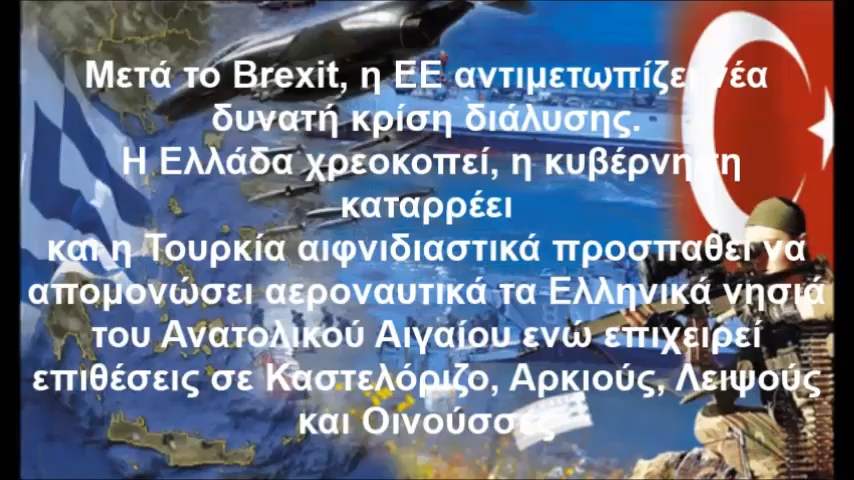 Μετά το Brexit, η ΕΕ αντιμετωπίζει νέα
δυνατή κρίση διάλυσης.
Η Ελλάδα χρεοκοπεί, η κυβέρνηση
καταρρέει
και η Τουρκία αιφνιδιαστικά προσπαθεί να
απομονώσει αεροναυτικά τα Ελληνικά νησιά
του Ανατολικού Αιγαίου ενώ επιχειρεί
επιθέσεις σε Καστελόριζο, Αρκιούς, Λειψούς
και Οινούσσες